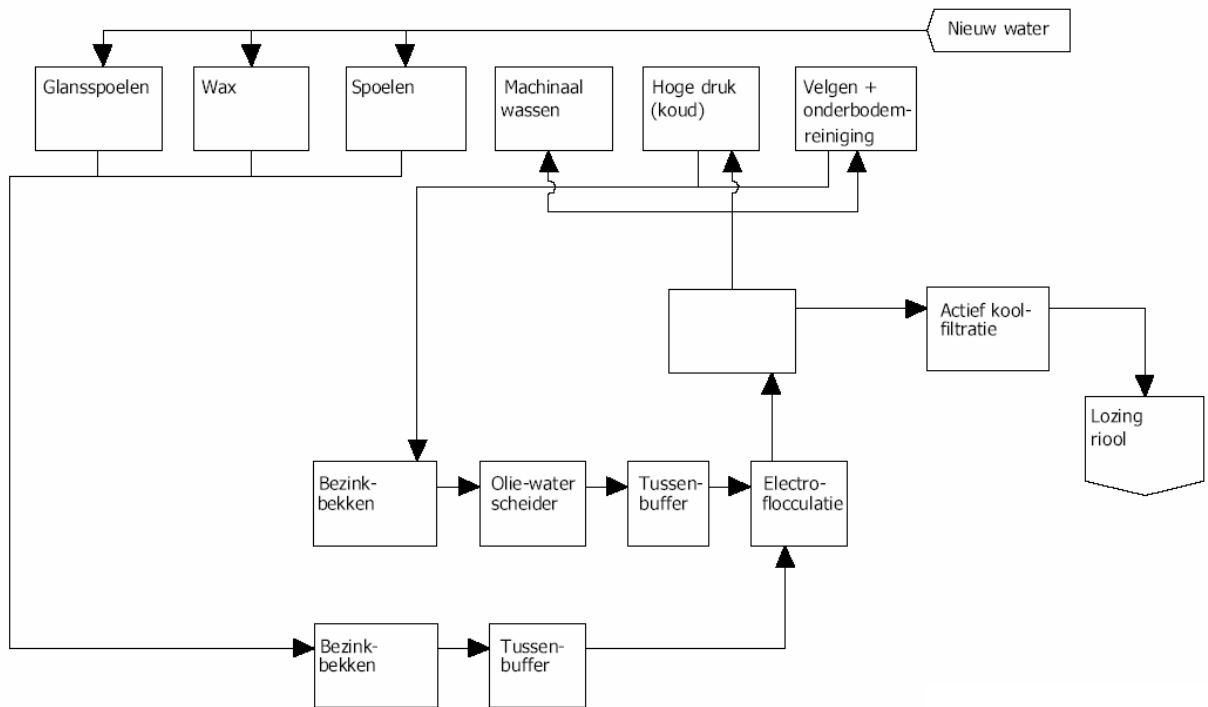 Nieuw water
Glansspoelen
Wax
Spoelen
Machinaal
wassen
Hoge druk
(koud)
Velgen +
onderbodem-
reiniging
Actief kool-
filtratie
Lozing
riool
Bezink-
bekken
Olie-water
scheider
Tussen-
buffer
Electro-
flocculatie
Bezink-
bekken
Tussen-
buffer